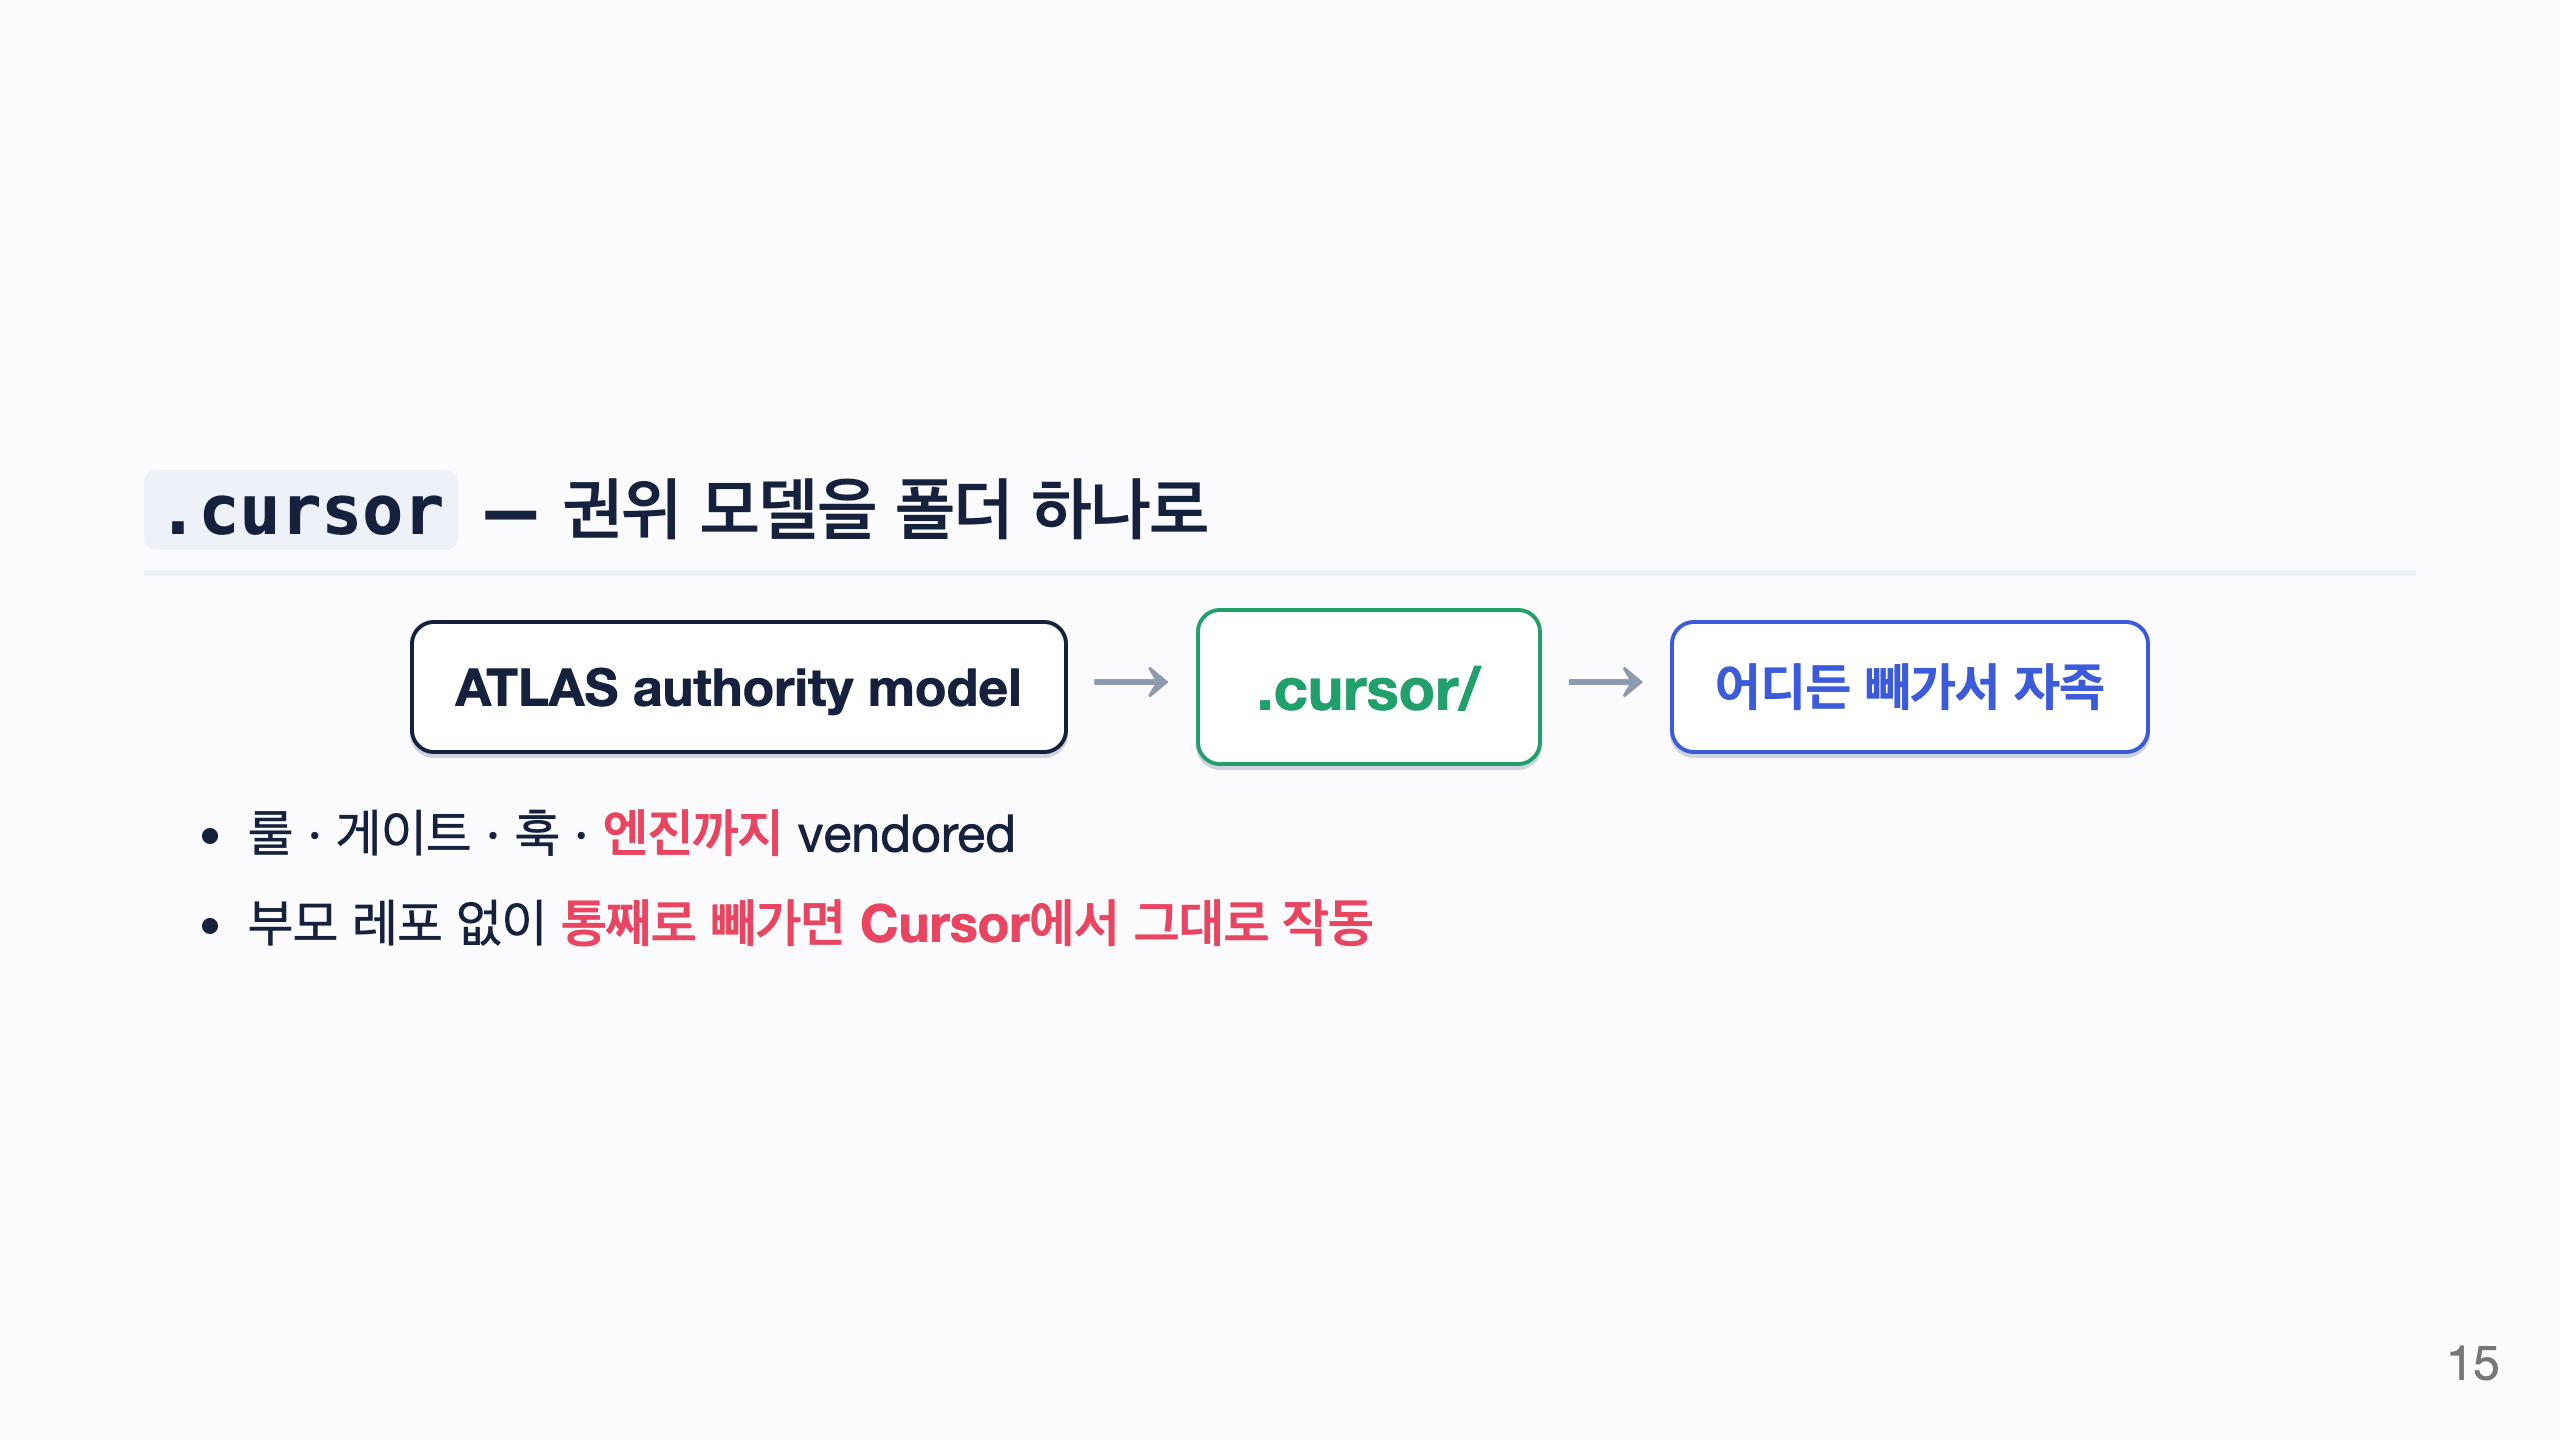 .cursor — 권위 모델을 폴더 하나로
ATLAS authority model → .cursor/ → 어디든 빼가서 자족
• 룰 · 게이트 · 훅 · 엔진까지 vendored
• 부모 레포 없이 통째로 빼가면 Cursor에서 그대로 작동
15